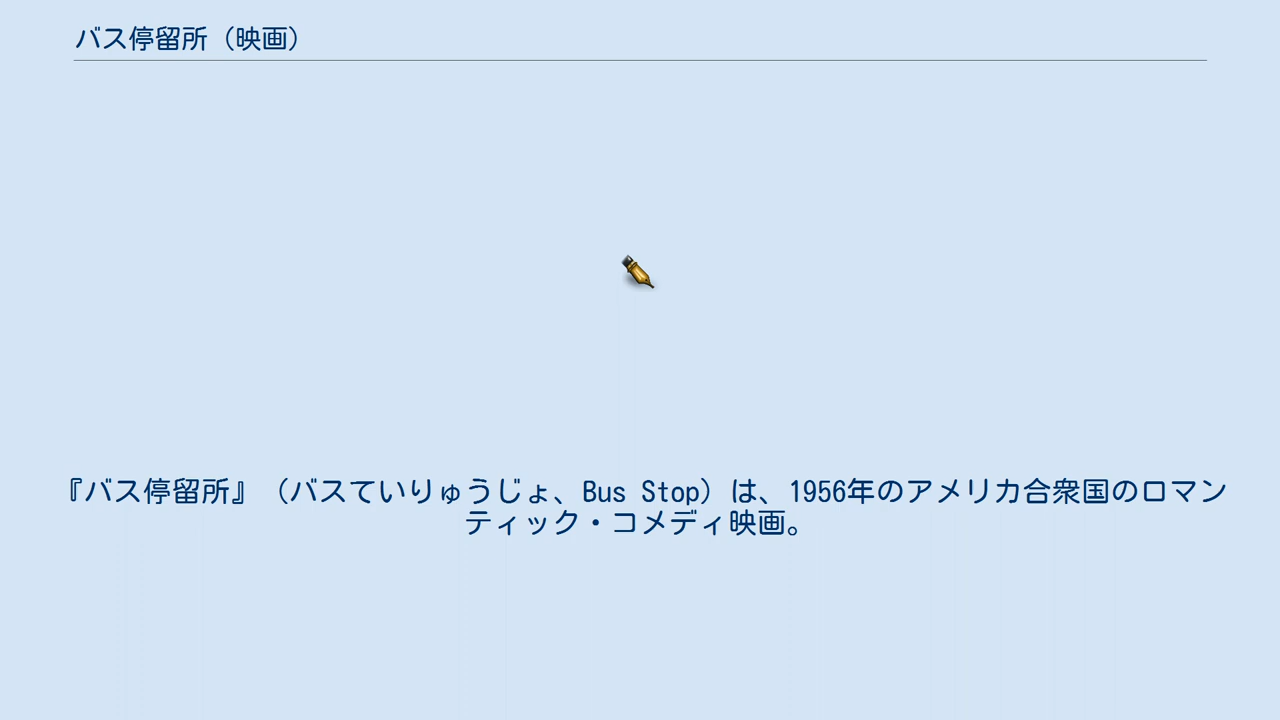 バス停留所（映画）
『バス停留所』（バスていりゅうじょ、Bus Stop）は、1956年のアメリカ合衆国のロマン
ティック・コメディ映画。